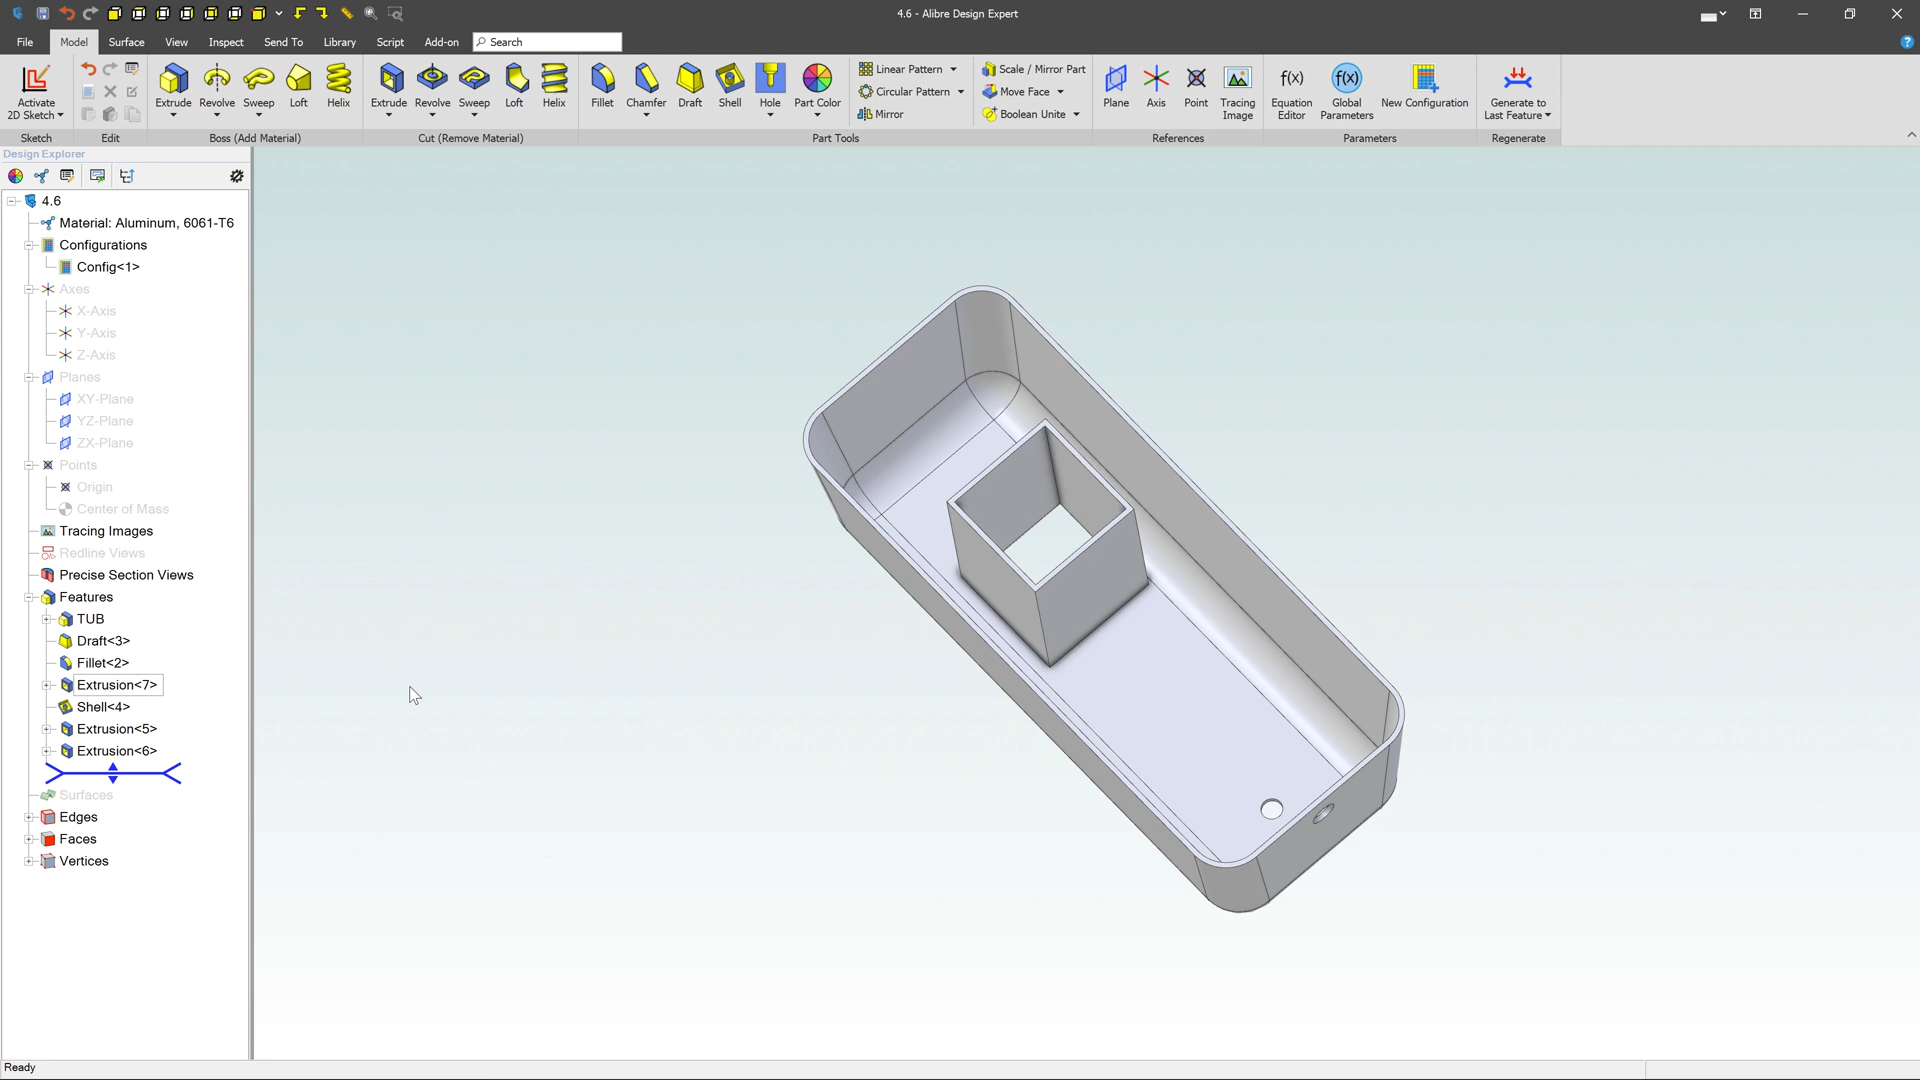 4.6 - Alibre Design Expert
File Model Surface View Inspect Send To Library Script Add-on Search
Activate 2D Sketch
Sketch
Edit
Extrude Revolve Sweep Loft Helix
Boss (Add Material)
Extrude Revolve Sweep Loft Helix
Cut (Remove Material)
Fillet Chamfer Draft Shell Hole Part Color
Linear Pattern
Circular Pattern
Mirror
Scale / Mirror Part
Move Face
Boolean Unite
Part Tools
Plane Axis Point Tracing Image
References
f(x) Equation Editor
f(x) Global Parameters
New Configuration
Parameters
Generate to Last Feature
Regenerate
Design Explorer
4.6
Material: Aluminum, 6061-T6
Configurations
Config<1>
Axes
X-Axis
Y-Axis
Z-Axis
Planes
XY-Plane
YZ-Plane
ZX-Plane
Points
Origin
Center of Mass
Tracing Images
Redline Views
Precise Section Views
Features
TUB
Draft<3>
Fillet<2>
Extrusion<7>
Shell<4>
Extrusion<5>
Extrusion<6>
Surfaces
Edges
Faces
Vertices
Ready